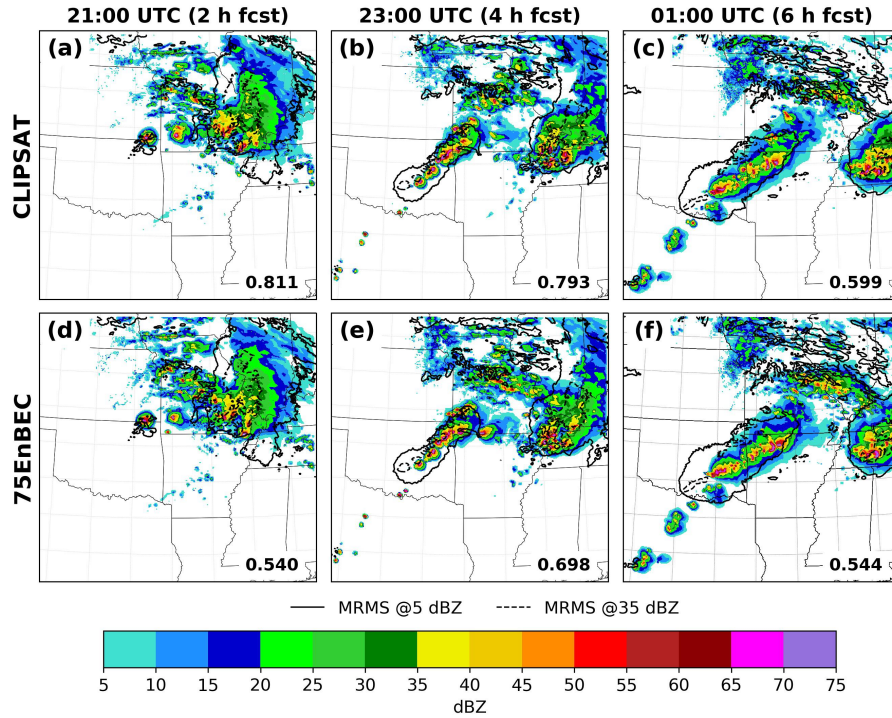 21:00 UTC (2 h fcst) 23:00 UTC (4 h fcst) 01:00 UTC (6 h fcst)
CLIPSAT
(a) (b) (c)
0.811 0.793 0.599
75EnBEC
(d) (e) (f)
0.540 0.698 0.544
MRMS @5 dBZ MRMS @35 dBZ
5 10 15 20 25 30 35 40 45 50 55 60 65 70 75
dBZ